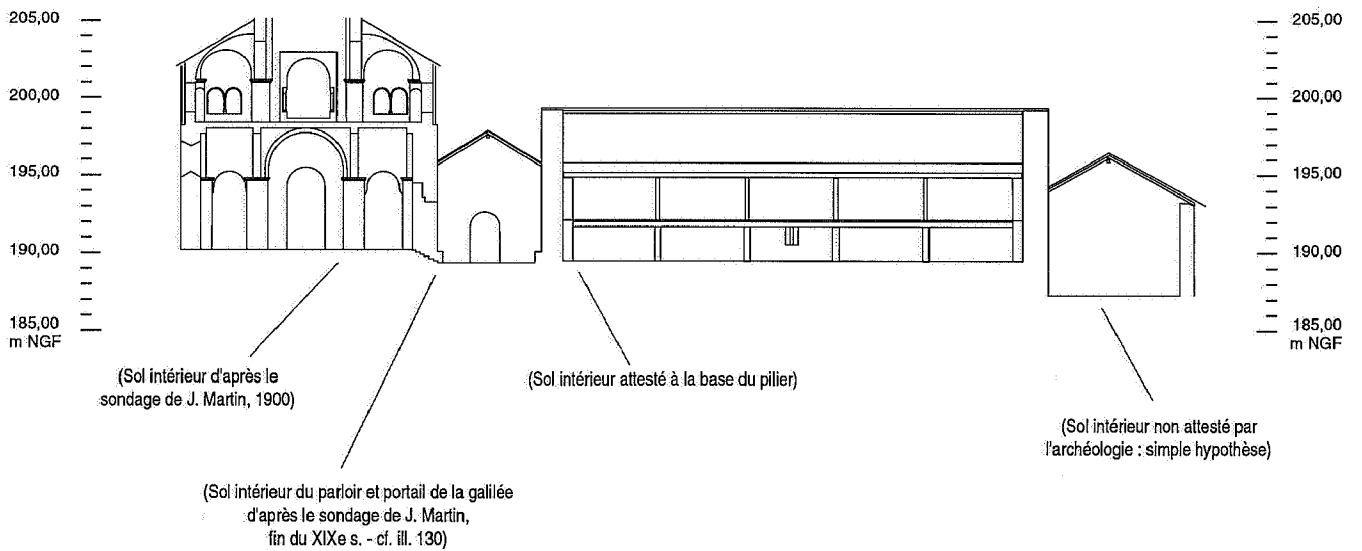 205,00
200,00
195,00
190,00
185,00
m NGF
205,00
200,00
195,00
190,00
185,00
m NGF
(Sol intérieur d'après le
sondage de J. Martin, 1900)
(Sol intérieur attesté à la base du pilier)
(Sol intérieur non attesté par
l'archéologie : simple hypothèse)
(Sol intérieur du parloir et portail de la galilée
d'après le sondage de J. Martin,
fin du XIXe s. - cf. ill. 130)